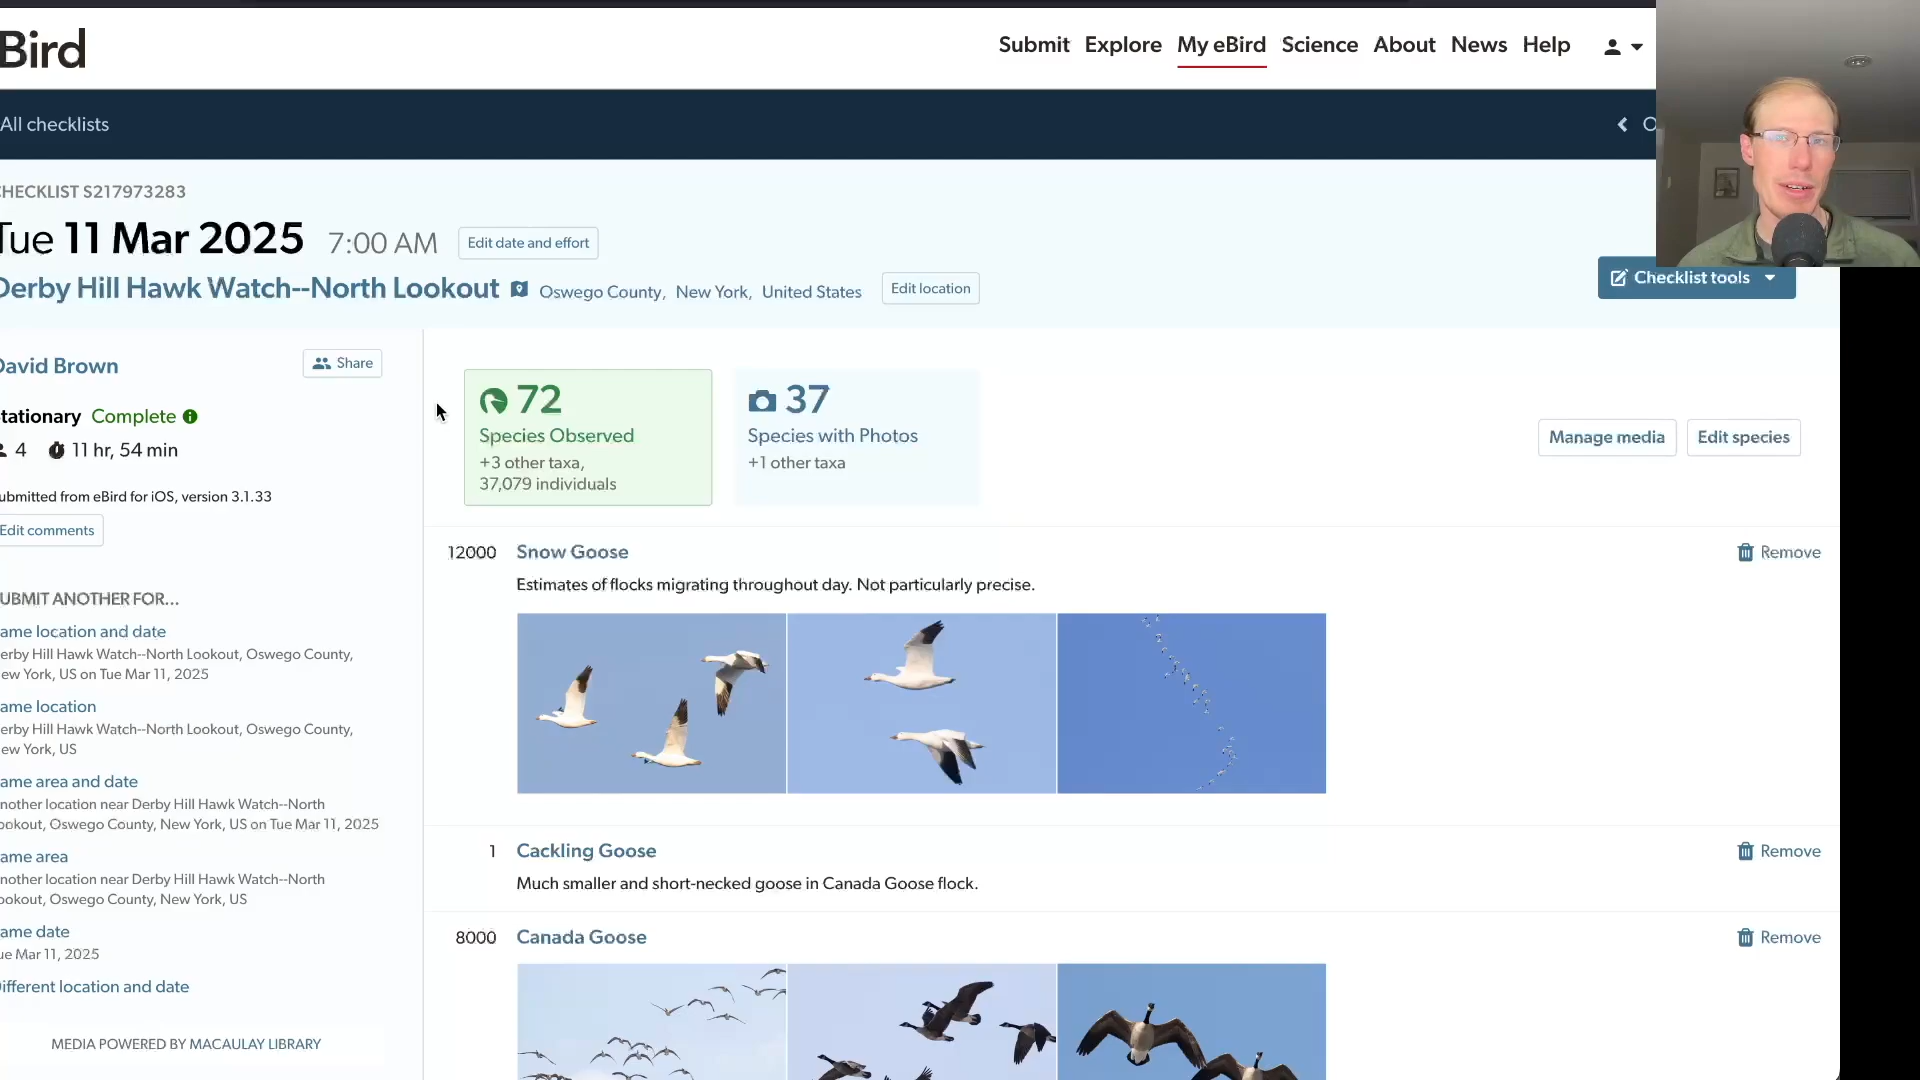 Bird
Submit Explore My eBird Science About News Help
All checklists
CHECKLIST S217973283
Tue 11 Mar 2025 7:00 AM Edit date and effort
Derby Hill Hawk Watch--North Lookout Oswego County, New York, United States Edit location
Checklist tools
David Brown Share
tationary Complete
4 11 hr, 54 min
ubmitted from eBird for iOS, version 3.1.33
Edit comments
72
Species Observed
+3 other taxa,
37,079 individuals
37
Species with Photos
+1 other taxa
Manage media Edit species
UBMIT ANOTHER FOR...
ame location and date
erby Hill Hawk Watch--North Lookout, Oswego County,
ew York, US on Tue Mar 11, 2025
ame location
erby Hill Hawk Watch--North Lookout, Oswego County,
ew York, US
ame area and date
nother location near Derby Hill Hawk Watch--North
ookout, Oswego County, New York, US on Tue Mar 11, 2025
ame area
nother location near Derby Hill Hawk Watch--North
ookout, Oswego County, New York, US
ame date
ue Mar 11, 2025
ifferent location and date
MEDIA POWERED BY MACAULAY LIBRARY
12000 Snow Goose Remove
Estimates of flocks migrating throughout day. Not particularly precise.
1 Cackling Goose Remove
Much smaller and short-necked goose in Canada Goose flock.
8000 Canada Goose Remove